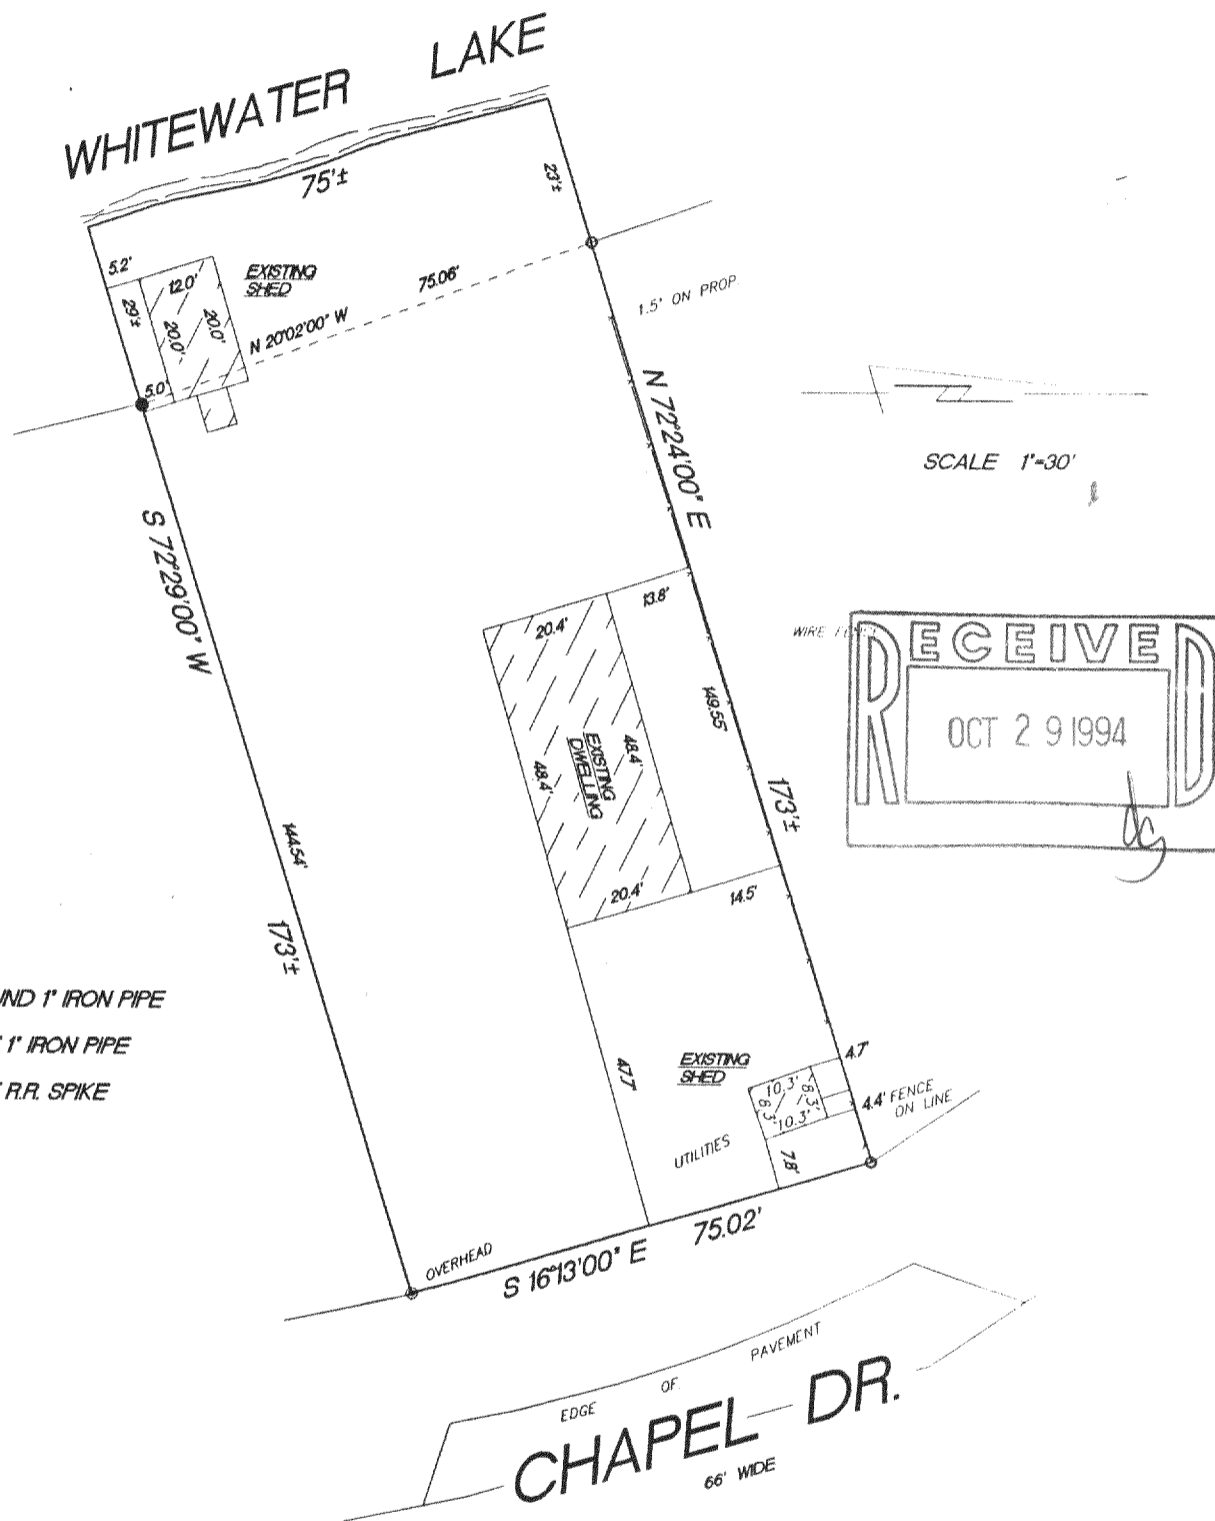 WHITEWATER LAKE
75'±
23'±
5.2'
12.0'
EXISTING
SHED
75.06'
29'±
20.0'
20.0'
N 20°02'00" W
5.0'
1.5' ON PROP.
N 72°24'00" E
SCALE 1"=30'
S 72°29'00" W
13.8'
20.4'
WIRE
RECEIVED
OCT 29 1994
149.55'
48.4'
EXISTING
DWELLING
48.4'
173'±
144.54'
20.4'
14.5'
173'±
UND 1" IRON PIPE
1" IRON PIPE
R.R. SPIKE
47.7'
EXISTING
SHED
4.7'
10.3'
8.3'
8.3'
10.3'
4.4'
FENCE
ON LINE
UTILITIES
7.8'
75.02'
OVERHEAD
S 16°13'00" E
EDGE OF PAVEMENT
CHAPEL DR.
66' WIDE